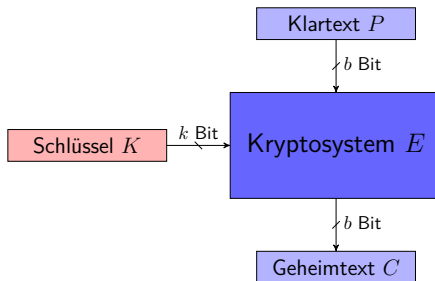 Klartext P
b Bit
k Bit
Schlüssel K
Kryptosystem E
b Bit
Geheimtext C